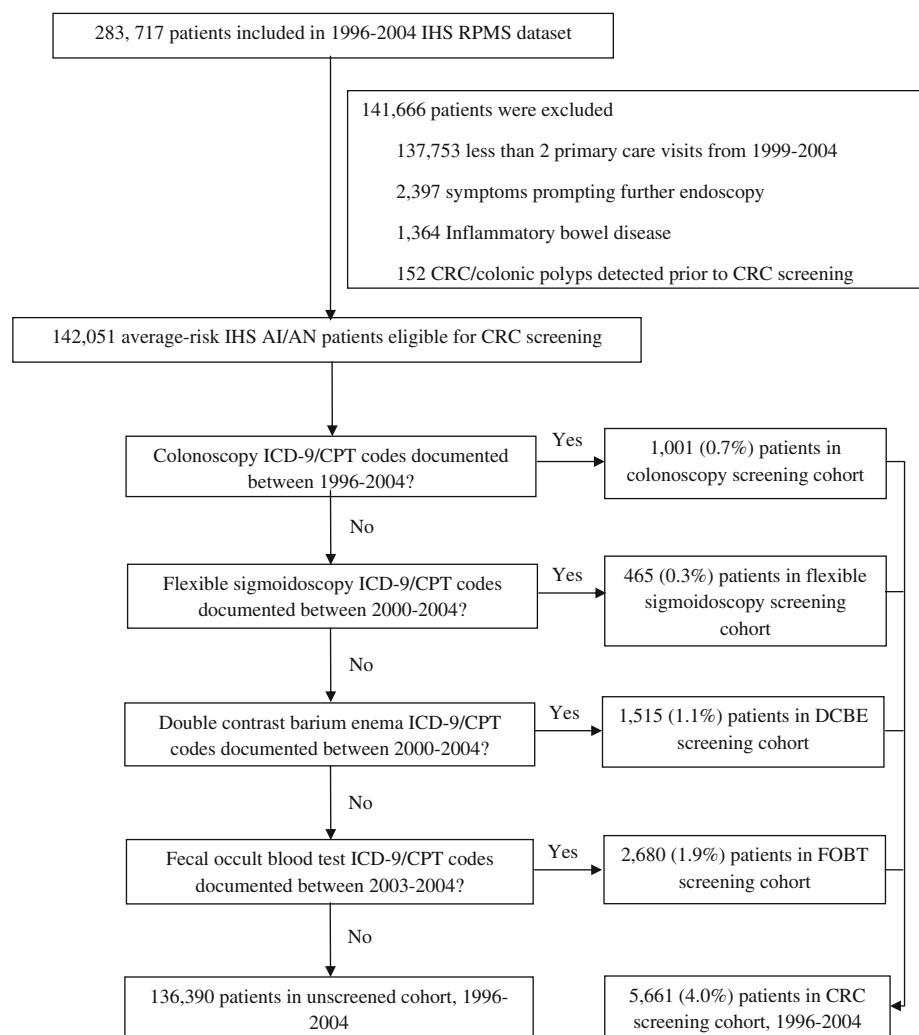 283, 717 patients included in 1996-2004 IHS RPMS dataset
141,666 patients were excluded
137,753 less than 2 primary care visits from 1999-2004
2,397 symptoms prompting further endoscopy
1,364 Inflammatory bowel disease
152 CRC/colonic polyps detected prior to CRC screening
142,051 average-risk IHS AI/AN patients eligible for CRC screening
Colonoscopy ICD-9/CPT codes documented
between 1996-2004?
Yes
1,001 (0.7%) patients in
colonoscopy screening cohort
No
Flexible sigmoidoscopy ICD-9/CPT codes
documented between 2000-2004?
Yes
465 (0.3%) patients in flexible
sigmoidoscopy screening
cohort
No
Double contrast barium enema ICD-9/CPT
codes documented between 2000-2004?
Yes
1,515 (1.1%) patients in DCBE
screening cohort
No
Fecal occult blood test ICD-9/CPT codes
documented between 2003-2004?
Yes
2,680 (1.9%) patients in FOBT
screening cohort
No
136,390 patients in unscreened cohort, 1996-
2004
5,661 (4.0%) patients in CRC
screening cohort, 1996-2004